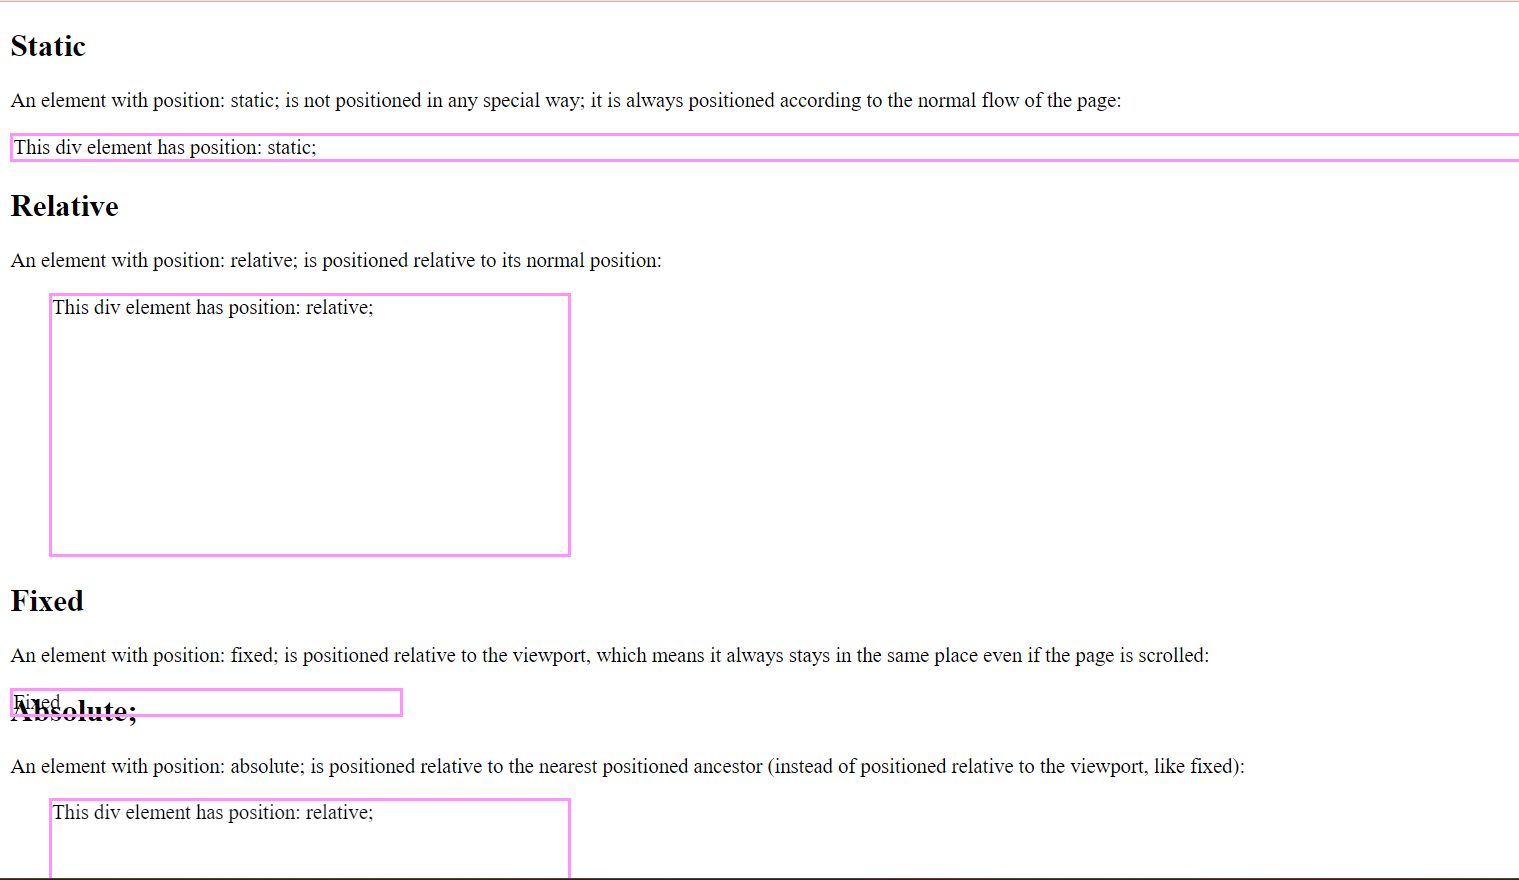 Static
An element with position: static; is not positioned in any special way; it is always positioned according to the normal flow of the page:
This div element has position: static;
Relative
An element with position: relative; is positioned relative to its normal position:
This div element has position: relative;
Fixed
An element with position: fixed; is positioned relative to the viewport, which means it always stays in the same place even if the page is scrolled:
Fixed
Absolute;
An element with position: absolute; is positioned relative to the nearest positioned ancestor (instead of positioned relative to the viewport, like fixed):
This div element has position: relative;